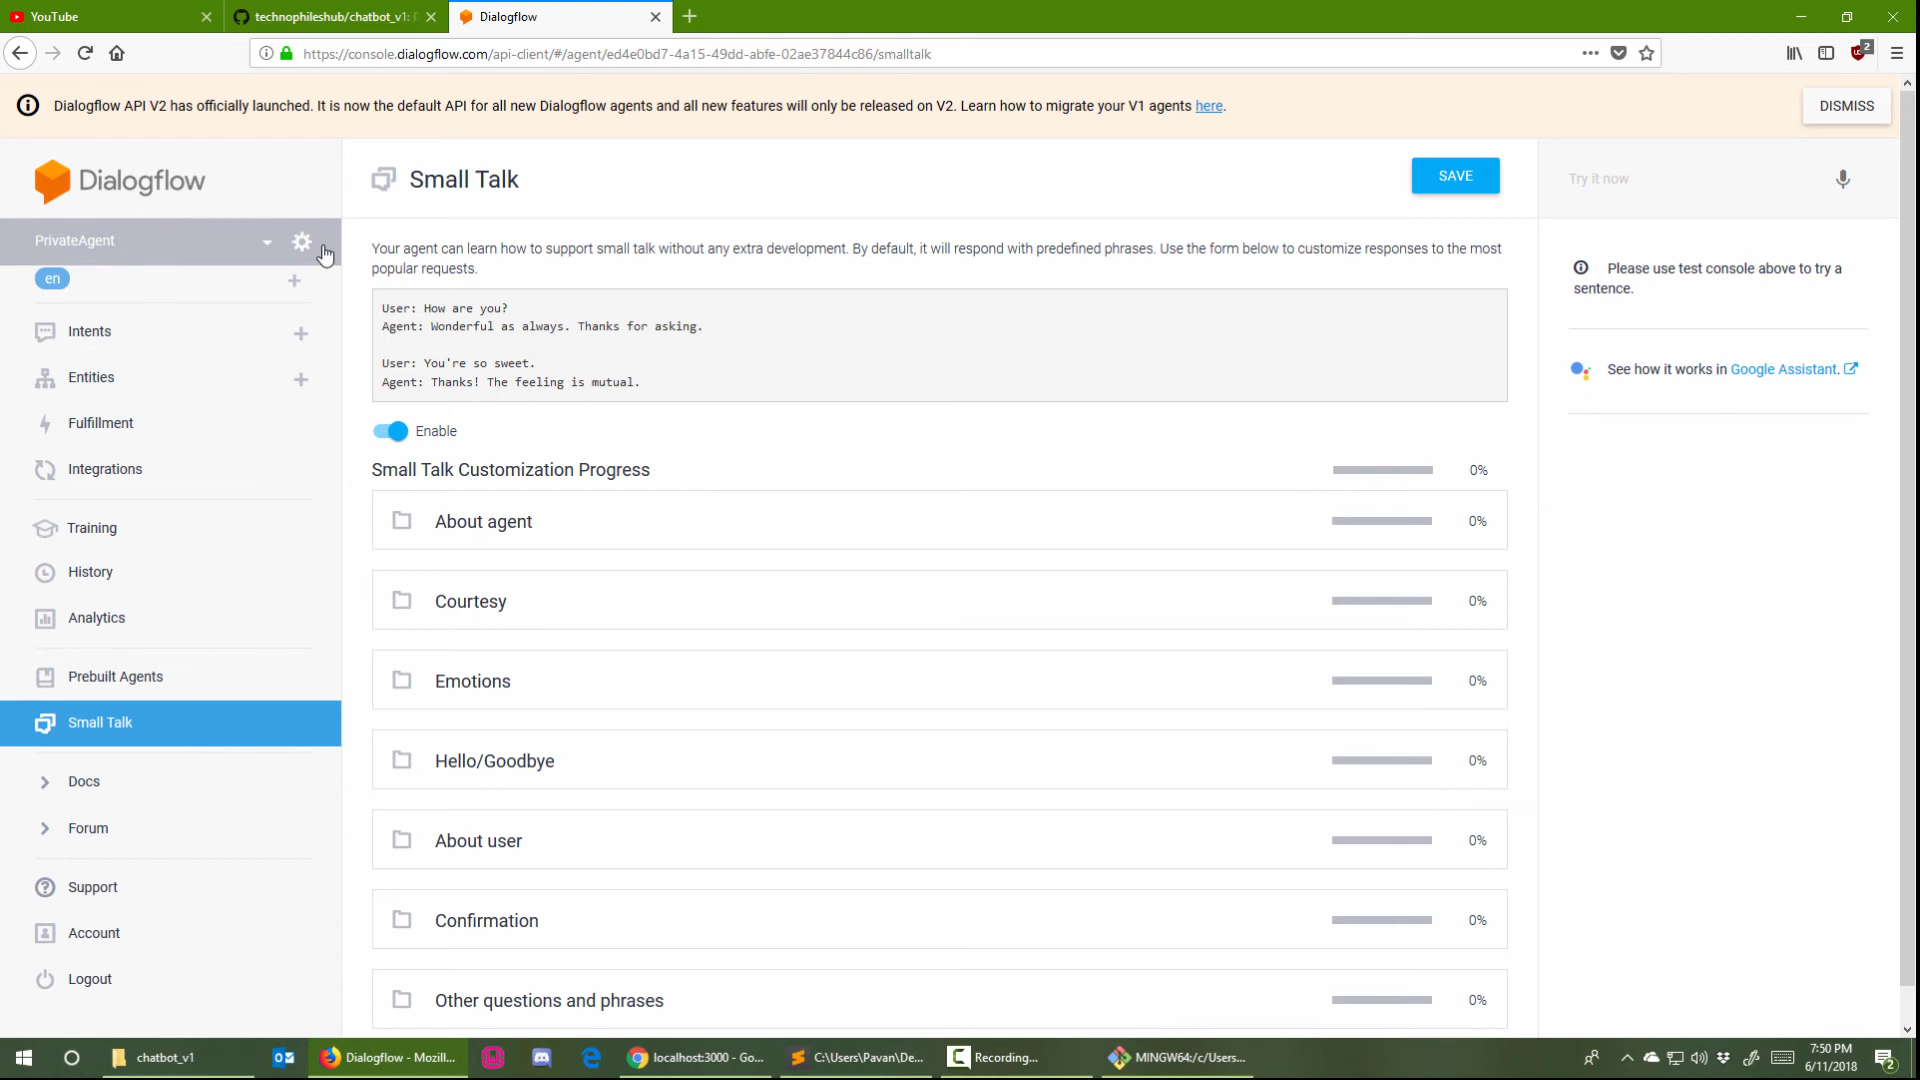 YouTube
technophileshub/chatbot_v1: D
Dialogflow
https://console.dialogflow.com/api-client/#/agent/ed4e0bd7-4a15-49dd-abfe-02ae37844c86/smalltalk
2
Dialogflow API V2 has officially launched. It is now the default API for all new Dialogflow agents and all new features will only be released on V2. Learn how to migrate your V1 agents here.
DISMISS
Dialogflow
Small Talk
SAVE
Try it now
PrivateAgent
en
Your agent can learn how to support small talk without any extra development. By default, it will respond with predefined phrases. Use the form below to customize responses to the most
popular requests.
User: How are you?
Agent: Wonderful as always. Thanks for asking.
User: You're so sweet.
Agent: Thanks! The feeling is mutual.
Please use test console above to try a
sentence.
See how it works in Google Assistant.
Intents
Entities
Fulfillment
Integrations
Training
History
Analytics
Prebuilt Agents
Small Talk
Docs
Forum
Support
Account
Logout
Enable
Small Talk Customization Progress 0%
About agent 0%
Courtesy 0%
Emotions 0%
Hello/Goodbye 0%
About user 0%
Confirmation 0%
Other questions and phrases 0%
chatbot_v1
Dialogflow - Mozill...
localhost:3000 - Go...
C:\Users\Pavan\De...
Recording...
MINGW64:/c/Users...
7:50 PM
6/11/2018
2